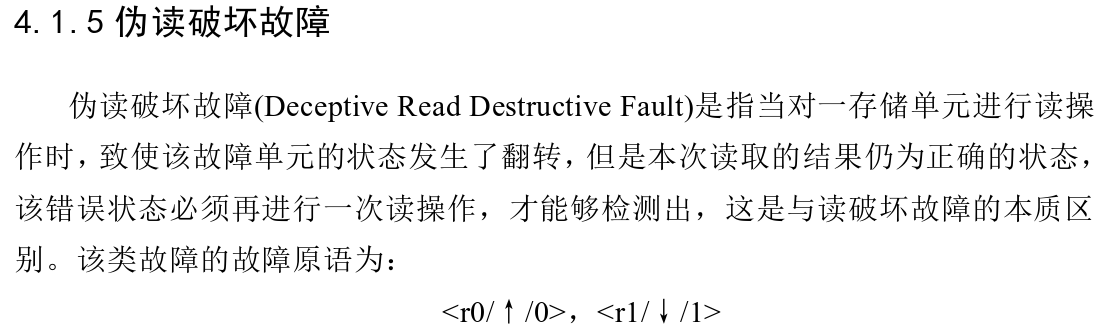 4.1.5 伪读破坏故障
伪读破坏故障(Deceptive Read Destructive Fault)是指当对一存储单元进行读操
作时，致使该故障单元的状态发生了翻转，但是本次读取的结果仍为正确的状态，
该错误状态必须再进行一次读操作，才能够检测出，这是与读破坏故障的本质区
别。该类故障的故障原语为：
<r0/↑/0>，<r1/↓/1>